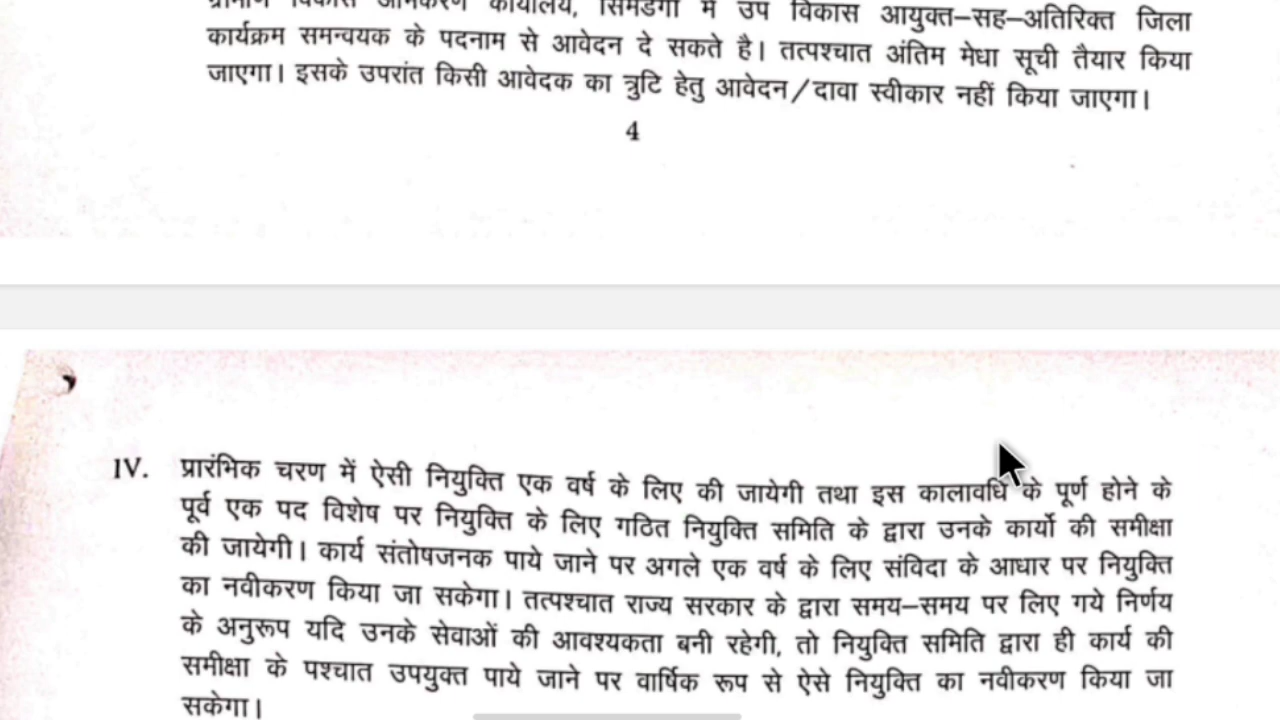 ग्रामीण विकास अभिकरण कार्यालय, सिमडेगा में उप विकास आयुक्त–सह–अतिरिक्त जिला
कार्यक्रम समन्वयक के पदनाम से आवेदन दे सकते है। तत्पश्चात अंतिम मेधा सूची तैयार किया
जाएगा। इसके उपरांत किसी आवेदक का त्रुटि हेतु आवेदन/दावा स्वीकार नहीं किया जाएगा।
4
IV. प्रारंभिक चरण में ऐसी नियुक्ति एक वर्ष के लिए की जायेगी तथा इस कालावधि के पूर्ण होने के
पूर्व एक पद विशेष पर नियुक्ति के लिए गठित नियुक्ति समिति के द्वारा उनके कार्यो की समीक्षा
की जायेगी। कार्य संतोषजनक पाये जाने पर अगले एक वर्ष के लिए संविदा के आधार पर नियुक्ति
का नवीकरण किया जा सकेगा। तत्पश्चात राज्य सरकार के द्वारा समय–समय पर लिए गये निर्णय
के अनुरूप यदि उनके सेवाओं की आवश्यकता बनी रहेगी, तो नियुक्ति समिति द्वारा ही कार्य की
समीक्षा के पश्चात उपयुक्त पाये जाने पर वार्षिक रूप से ऐसे नियुक्ति का नवीकरण किया जा
सकेगा।